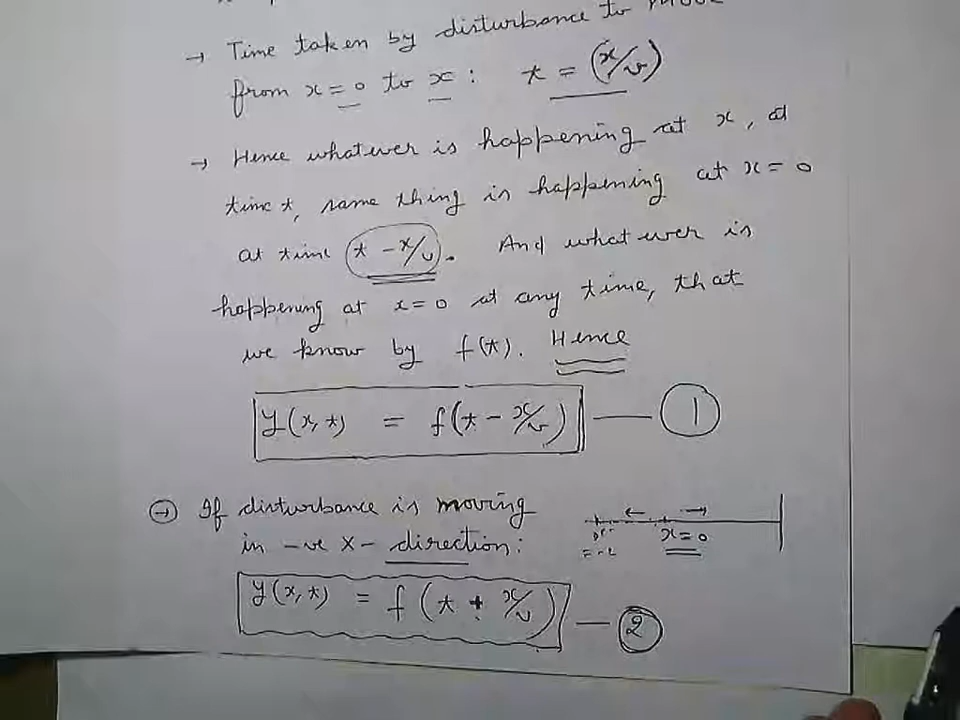 → Time taken by disturbance to
from x = 0 to x : t = (x/v)
→ Hence whatever is happening at x, at
time t, same thing is happening at x = 0
at time (t - x/v). And whatever is
happening at x = 0 at any time, that
we know by f(t). Hence
y(x,t) = f(t - x/v) — 1
→ If disturbance is moving
in -ve X- direction:
← →
x = 0
y(x,t) = f(t + x/v) — 2